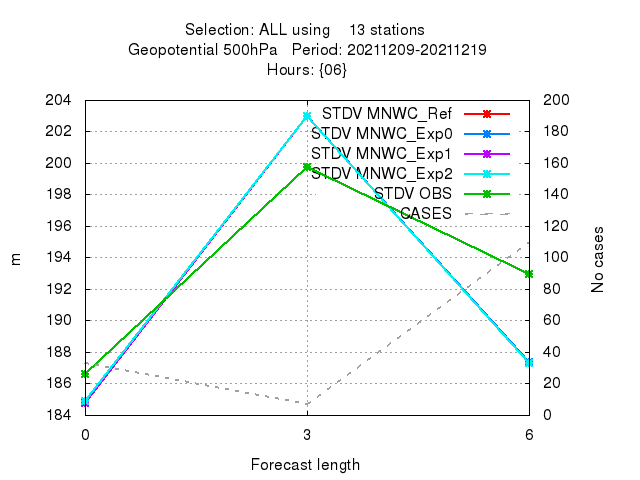 Selection: ALL using    13 stations
Geopotential 500hPa   Period: 20211209-20211219
Hours: {06}
204
202
200
198
196
194
192
190
188
186
184
200
180
160
140
120
100
80
60
40
20
0
STDV MNWC_Ref
STDV MNWC_Exp0
STDV MNWC_Exp1
STDV MNWC_Exp2
STDV OBS
CASES
m
No cases
0
3
6
Forecast length